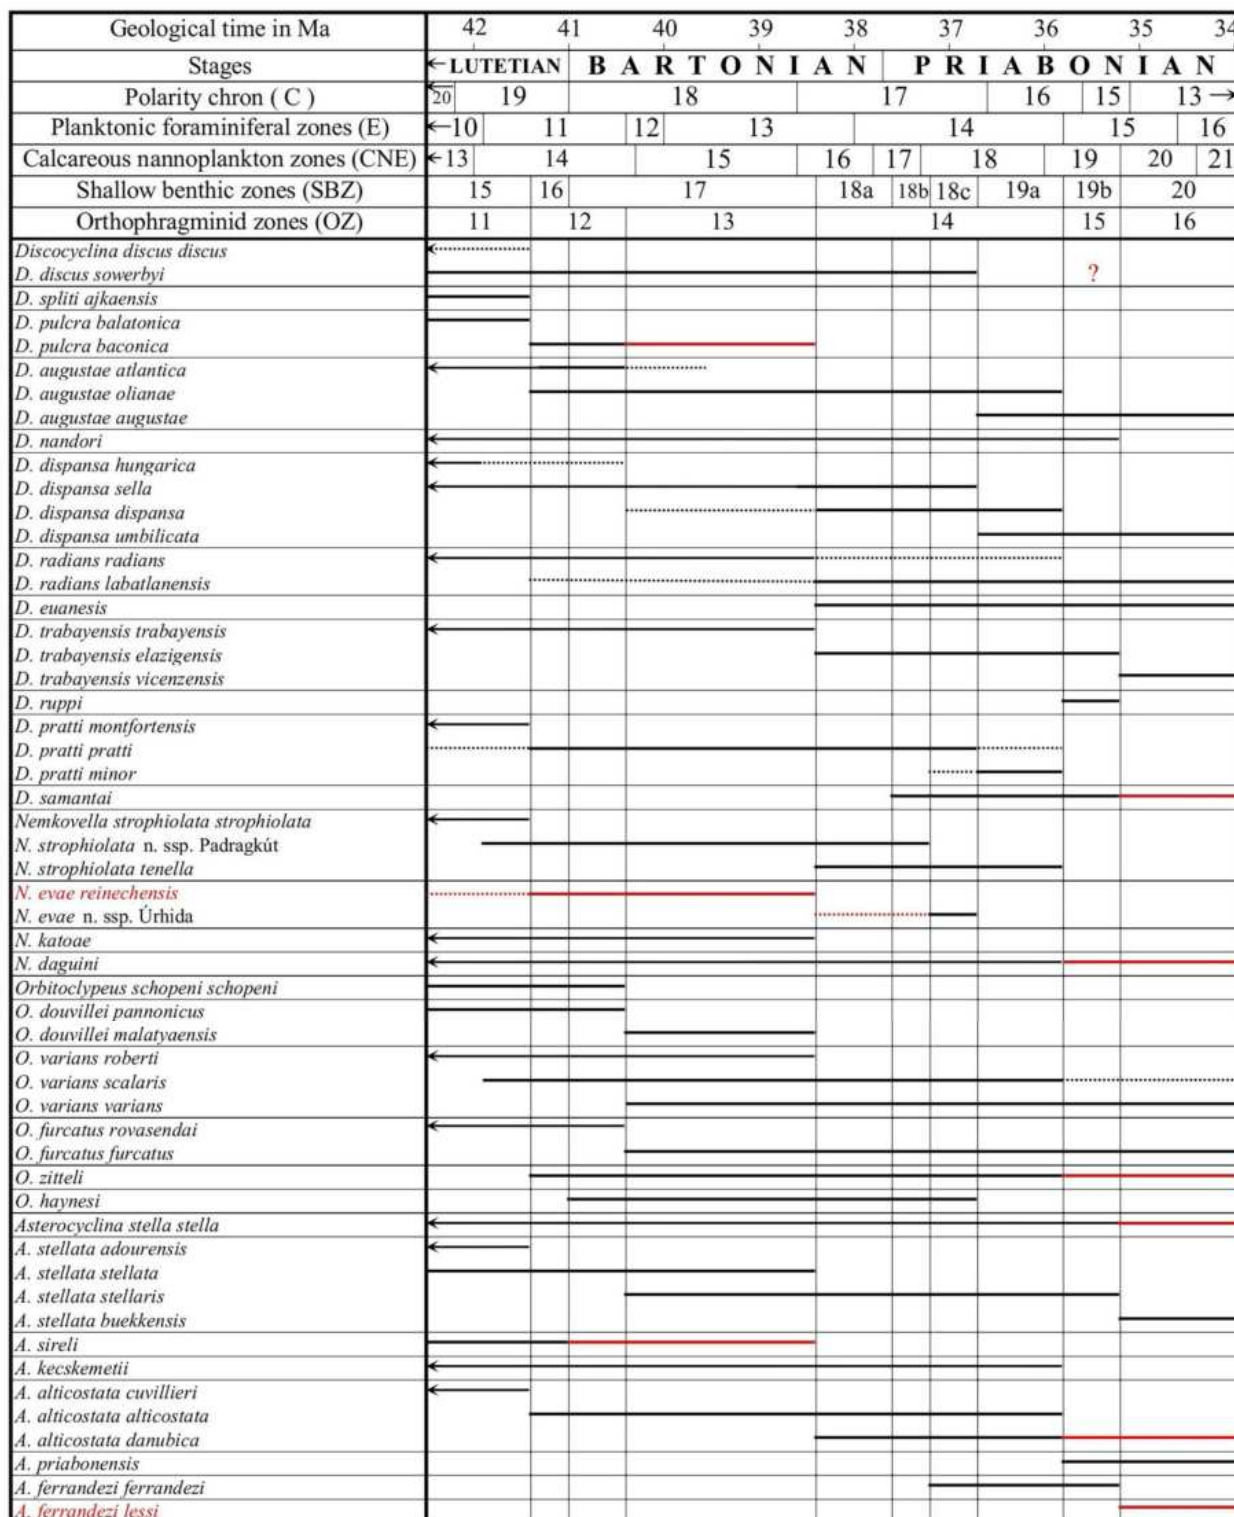 Geological time in Ma 42 41 40 39 38 37 36 35 34
Stages ←LUTETIAN BARTONIAN PRIABONIAN
Polarity chron ( C ) 20 19 18 17 16 15 13→
Planktonic foraminiferal zones (E) ←10 11 12 13 14 15 16
Calcareous nannoplankton zones (CNE) ←13 14 15 16 17 18 19 20 21
Shallow benthic zones (SBZ) 15 16 17 18a 18b 18c 19a 19b 20
Orthophragminid zones (OZ) 11 12 13 14 15 16
Discocyclina discus discus
D. discus sowerbyi ?
D. spliti ajkaensis
D. pulcra balatonica
D. pulcra baconica
D. augustae atlantica
D. augustae olianae
D. augustae augustae
D. nandori
D. dispansa hungarica
D. dispansa sella
D. dispansa dispansa
D. dispansa umbilicata
D. radians radians
D. radians labatlanensis
D. euanesis
D. trabayensis trabayensis
D. trabayensis elazigensis
D. trabayensis vicenzensis
D. ruppi
D. pratti montfortensis
D. pratti pratti
D. pratti minor
D. samantai
Nemkovella strophiolata strophiolata
N. strophiolata n. ssp. Padragkút
N. strophiolata tenella
N. evae reinechensis
N. evae n. ssp. Úrhida
N. katoae
N. daguini
Orbitoclypeus schopeni schopeni
O. douvillei pannonicus
O. douvillei malatyaensis
O. varians roberti
O. varians scalaris
O. varians varians
O. furcatus rovasendai
O. furcatus furcatus
O. zitteli
O. haynesi
Asterocyclina stella stella
A. stellata adourensis
A. stellata stellata
A. stellata stellaris
A. stellata buekkensis
A. sireli
A. kecskemetii
A. alticostata cuvillieri
A. alticostata alticostata
A. alticostata danubica
A. priabonensis
A. ferrandezi ferrandezi
A. ferrandezi lessi